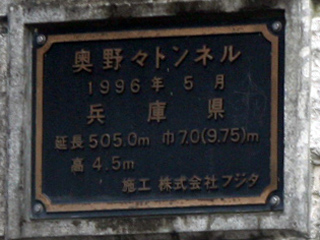 奥野々トンネル
1996年5月
兵庫県
延長505.0m 巾7.0(9.75)m
高4.5m
施工 株式会社フジタ